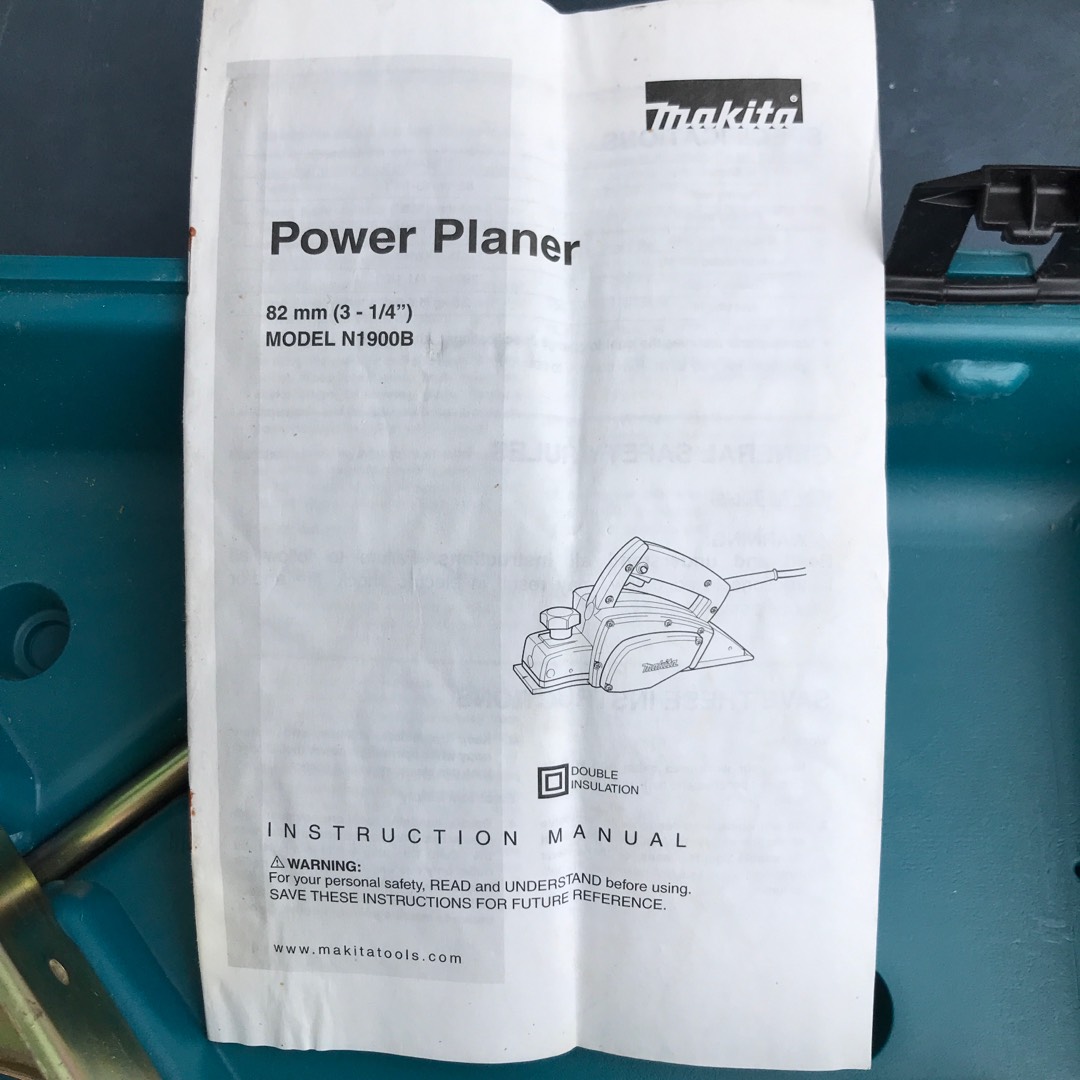 makita
Power Planer
82 mm (3 - 1/4")
MODEL N1900B
makita
DOUBLE
INSULATION
INSTRUCTION MANUAL
WARNING:
For your personal safety, READ and UNDERSTAND before using.
SAVE THESE INSTRUCTIONS FOR FUTURE REFERENCE.
www.makitatools.com